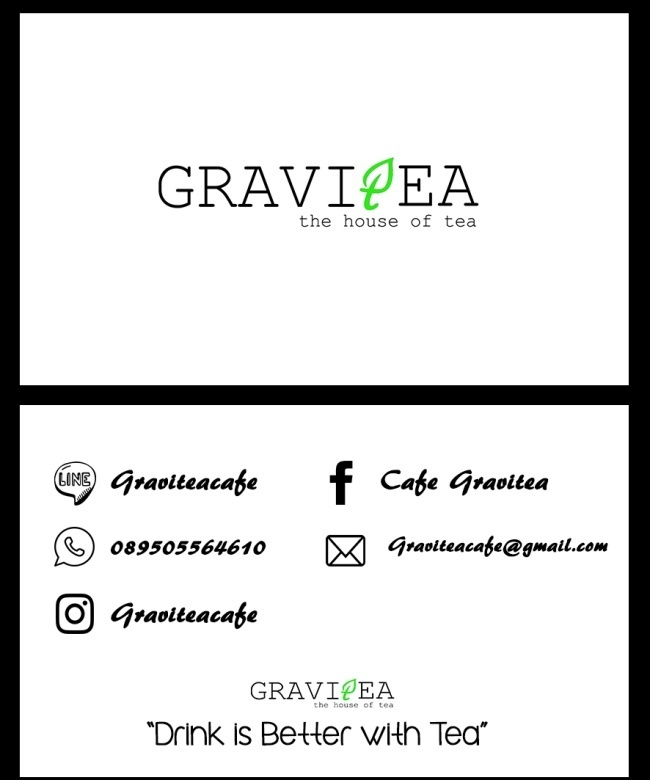 GRAVITEA
the house of tea
LINE
Graviteacafe
Cafe Gravitea
089505564610
Graviteacafe@gmail.com
Graviteacafe
GRAVITEA
the house of tea
"Drink is Better with Tea"